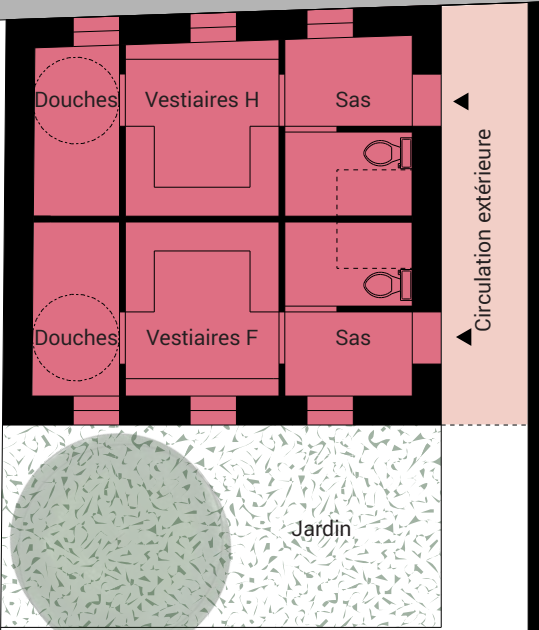 Douches
Vestiaires H
Sas
Circulation extérieure
Douches
Vestiaires F
Sas
Jardin